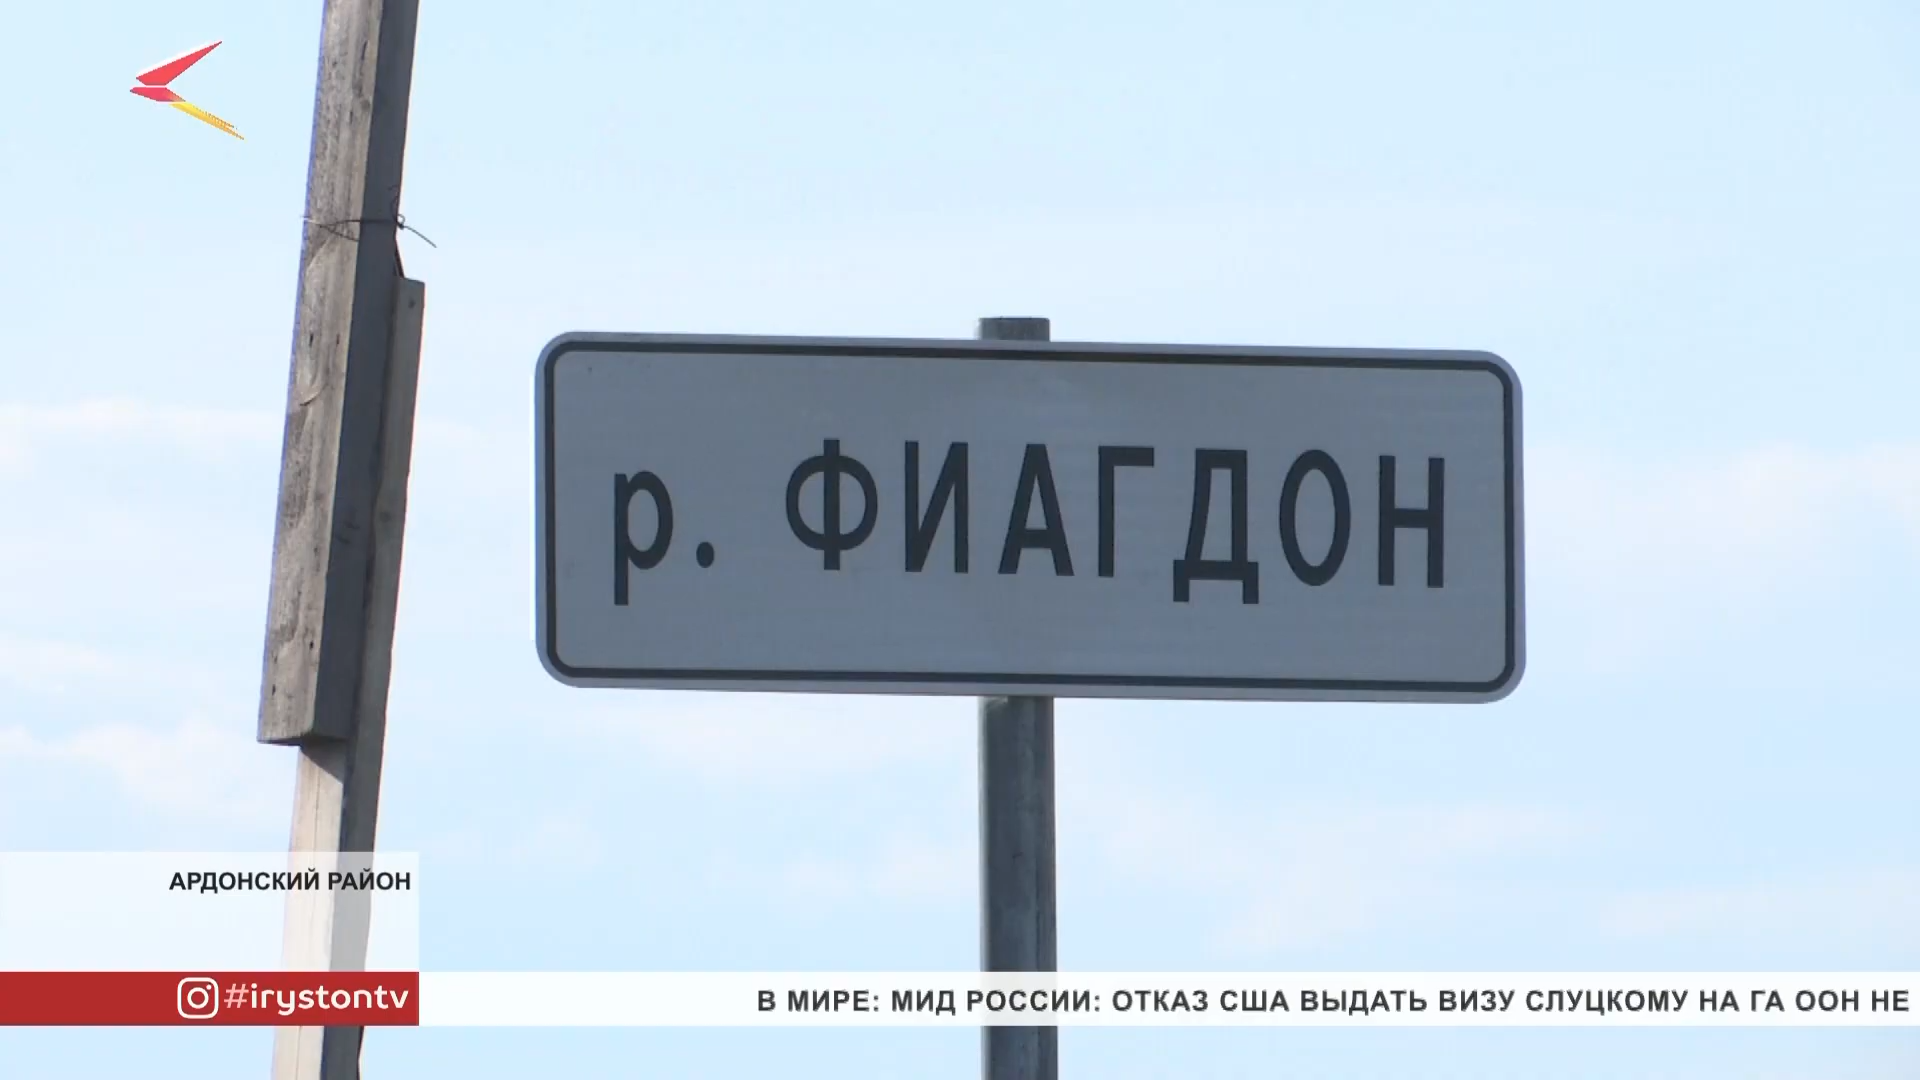 р. ФИАГДОН
АРДОНСКИЙ РАЙОН
#irystontv
В МИРЕ: МИД РОССИИ: ОТКАЗ США ВЫДАТЬ ВИЗУ СЛУЦКОМУ НА ГА ООН НЕ